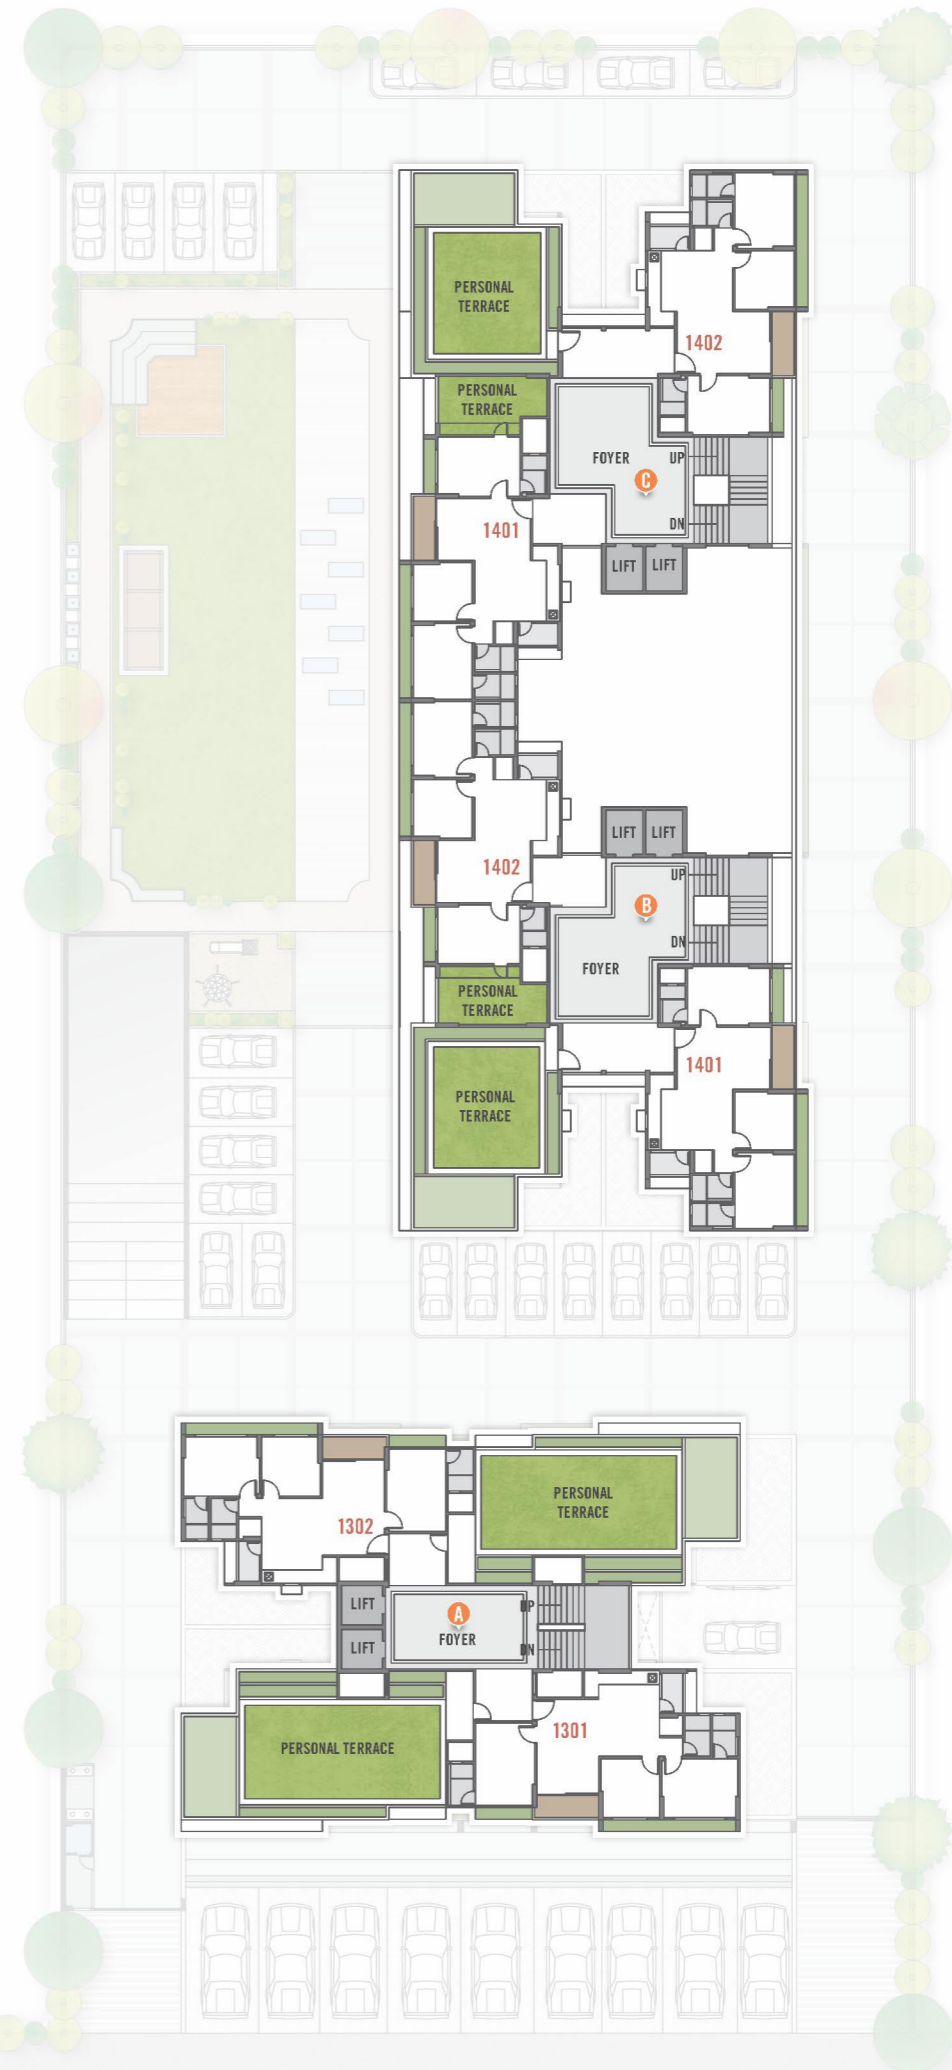 PERSONAL
TERRACE
1402
PERSONAL
TERRACE
FOYER
UP
C
DN
1401
LIFT
LIFT
LIFT
LIFT
1402
UP
B
DN
FOYER
PERSONAL
TERRACE
1401
PERSONAL
TERRACE
PERSONAL
TERRACE
1302
LIFT
A
UP
FOYER
DN
LIFT
1301
PERSONAL TERRACE